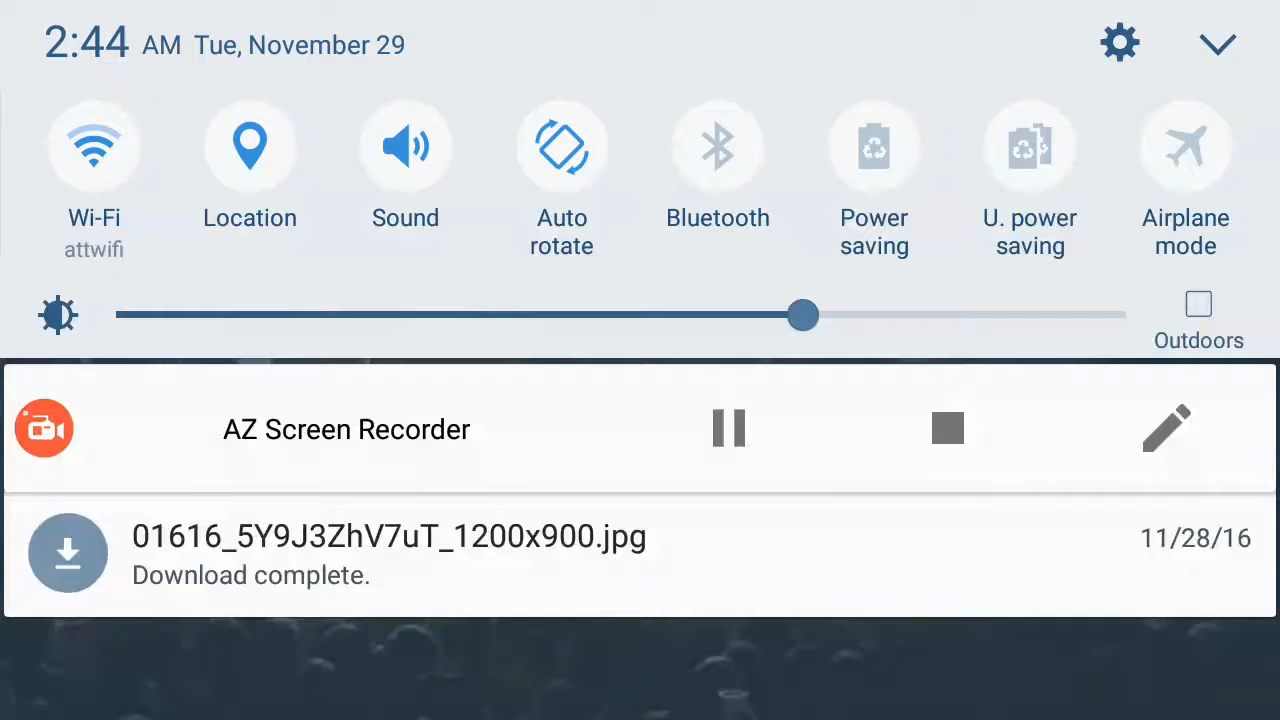 2:44 AM Tue, November 29
Wi-Fi
attwifi
Location
Sound
Auto
rotate
Bluetooth
Power
saving
U. power
saving
Airplane
mode
Outdoors
AZ Screen Recorder
01616_5Y9J3ZhV7uT_1200x900.jpg
11/28/16
Download complete.